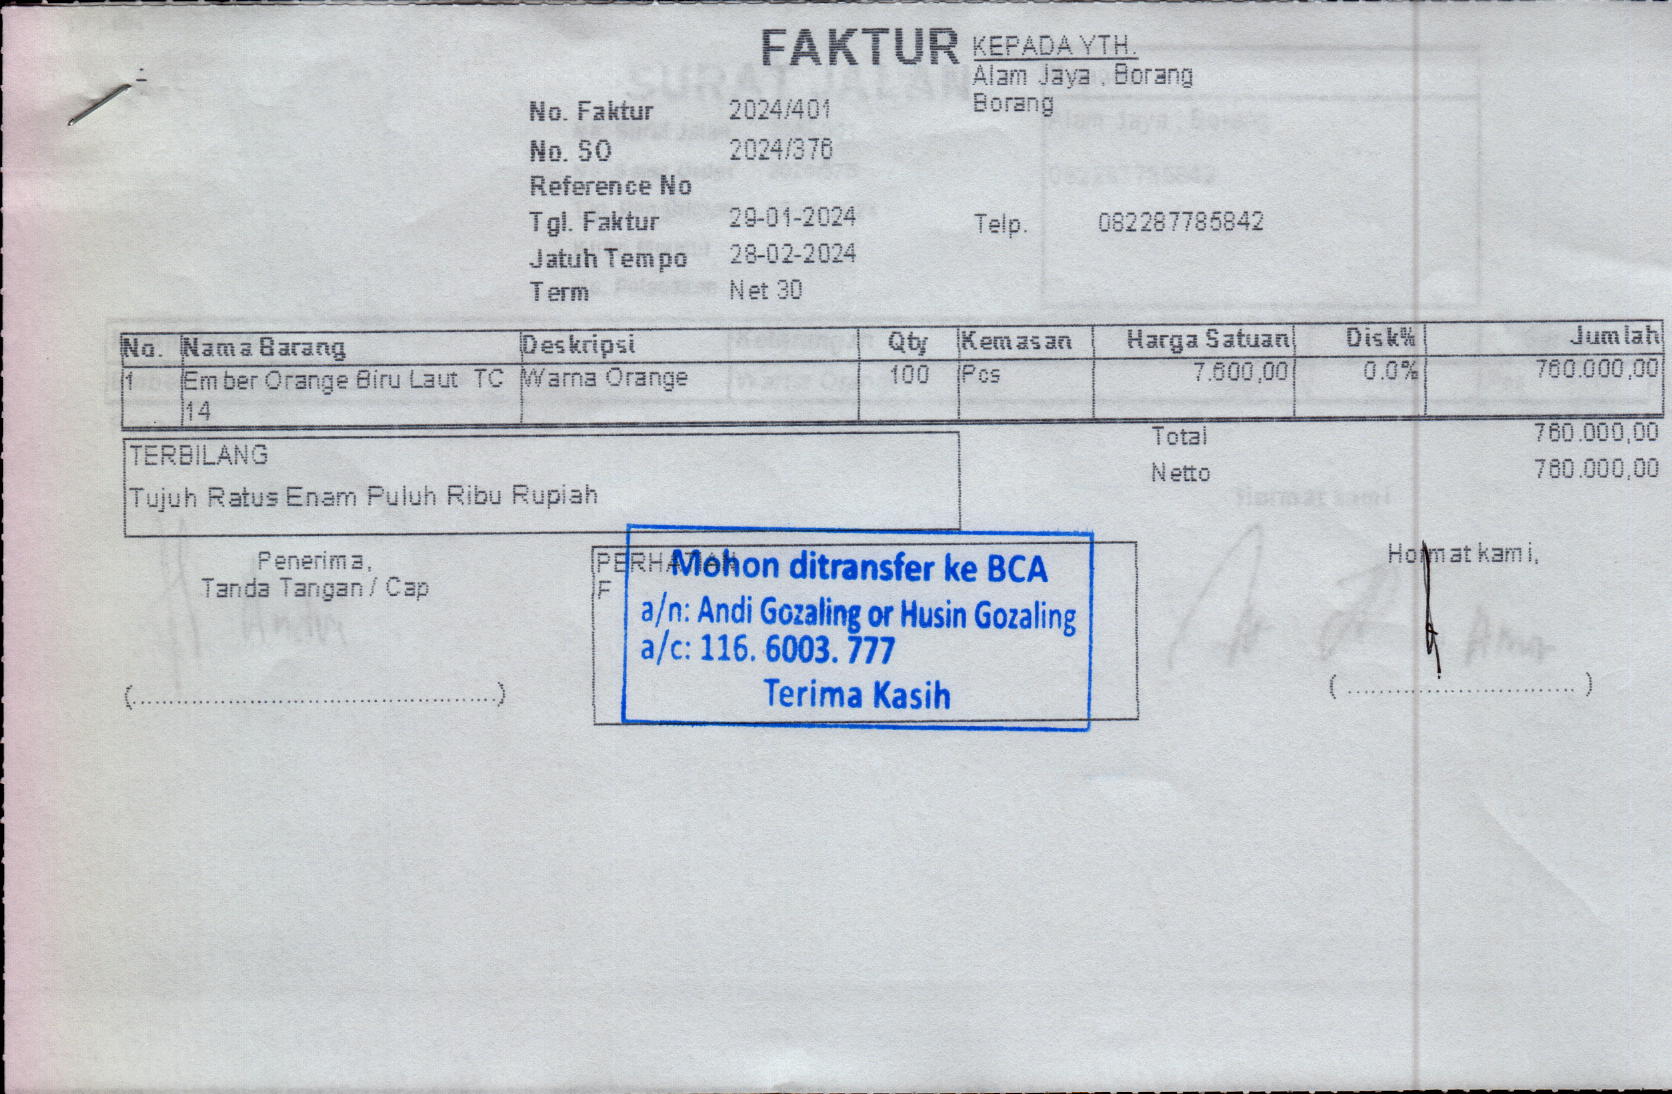 FAKTUR
KEPADA YTH.
Alam Jaya , Borang
Borang
No. Faktur 2024/401
No. SO 2024/376
Reference No
Tgl. Faktur 29-01-2024
Telp. 082287785842
Jatuh Tempo 28-02-2024
Term Net 30
No. Nama Barang Deskripsi Qty Kemasan Harga Satuan Disk% Jumlah
1 Ember Orange Biru Laut TC Warna Orange 100 Pcs 7.600,00 0.0% 760.000,00
14
Total 760.000,00
TERBILANG
Netto 760.000,00
Tujuh Ratus Enam Puluh Ribu Rupiah
Penerima,
Tanda Tangan / Cap
PERHATIAN
F
Mohon ditransfer ke BCA
a/n: Andi Gozaling or Husin Gozaling
a/c: 116. 6003. 777
Terima Kasih
Hormat kami,
(..............................................)
( ............................. )